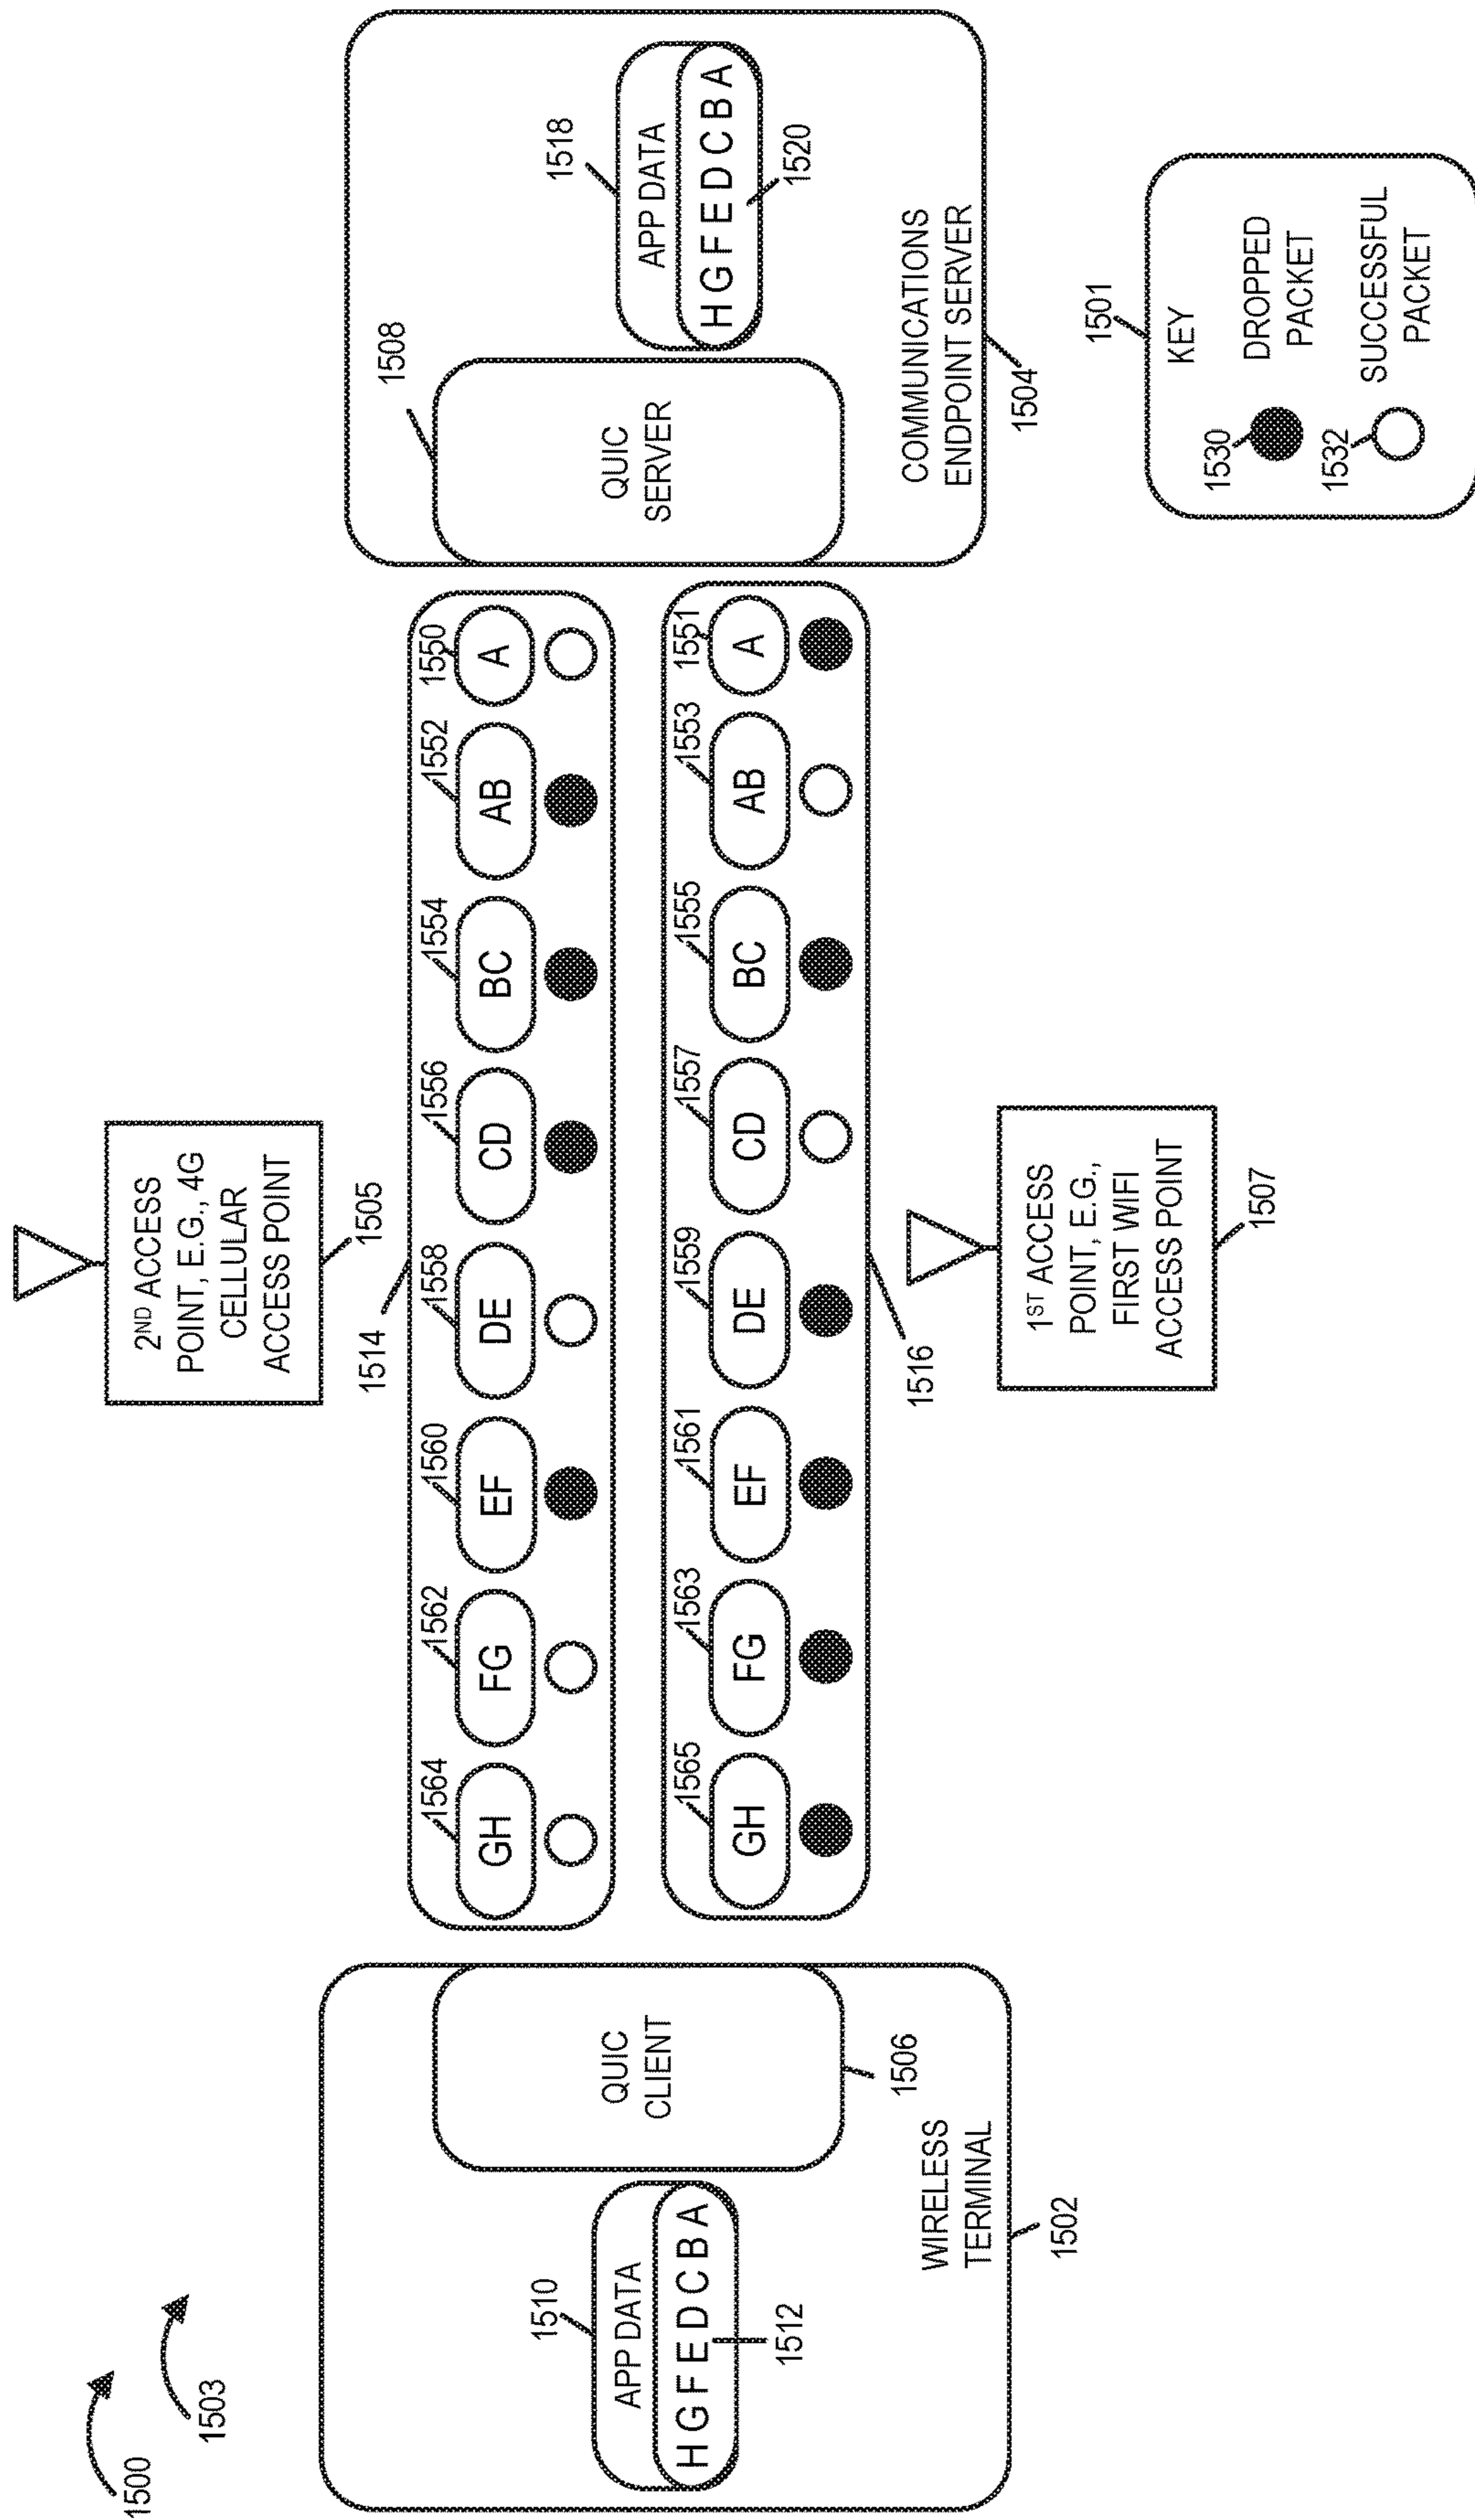 1500
1503
2ND ACCESS
POINT, E.G., 4G
CELLULAR
ACCESS POINT
1505
1514
1510
APP DATA
H G F E D C B A
1512
QUIC
CLIENT
1506
WIRELESS
TERMINAL
1502
1564
GH
1562
FG
1560
EF
1558
DE
1556
CD
1554
BC
1552
AB
1550
A
1565
GH
1563
FG
1561
EF
1559
DE
1557
CD
1555
BC
1553
AB
1551
A
1516
1ST ACCESS
POINT, E.G.,
FIRST WIFI
ACCESS POINT
1507
1508
QUIC
SERVER
1518
APP DATA
H G F E D C B A
1520
COMMUNICATIONS
ENDPOINT SERVER
1504
1501
KEY
1530
DROPPED
PACKET
1532
SUCCESSFUL
PACKET